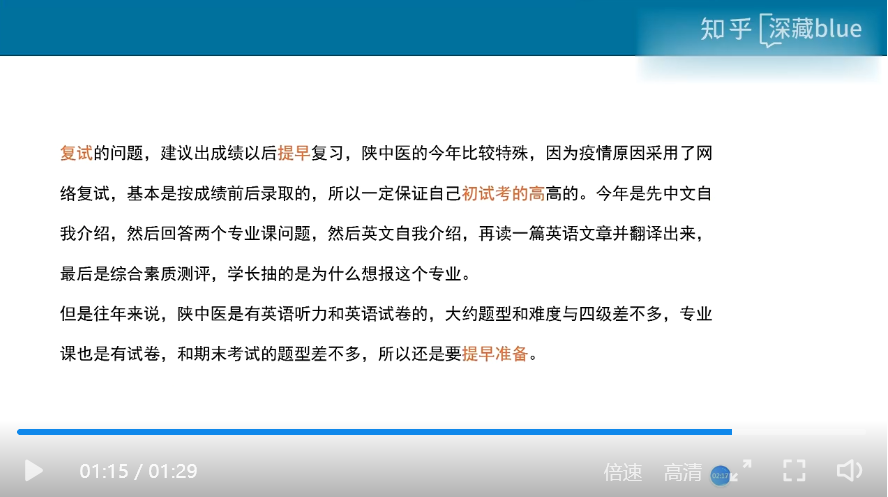 知乎 深藏blue
复试的问题，建议出成绩以后提早复习，陕中医的今年比较特殊，因为疫情原因采用了网
络复试，基本是按成绩前后录取的，所以一定保证自己初试考的高高的。今年是先中文自
我介绍，然后回答两个专业课问题，然后英文自我介绍，再读一篇英语文章并翻译出来，
最后是综合素质测评，学长抽的是为什么想报这个专业。
但是往年来说，陕中医是有英语听力和英语试卷的，大约题型和难度与四级差不多，专业
课也是有试卷，和期末考试的题型差不多，所以还是要提早准备。
01:15 / 01:29 倍速 高清